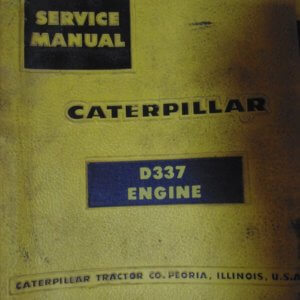 SERVICE
MANUAL
CATERPILLAR
D337
ENGINE
CATERPILLAR TRACTOR CO. PEORIA, ILLINOIS, U.S.A